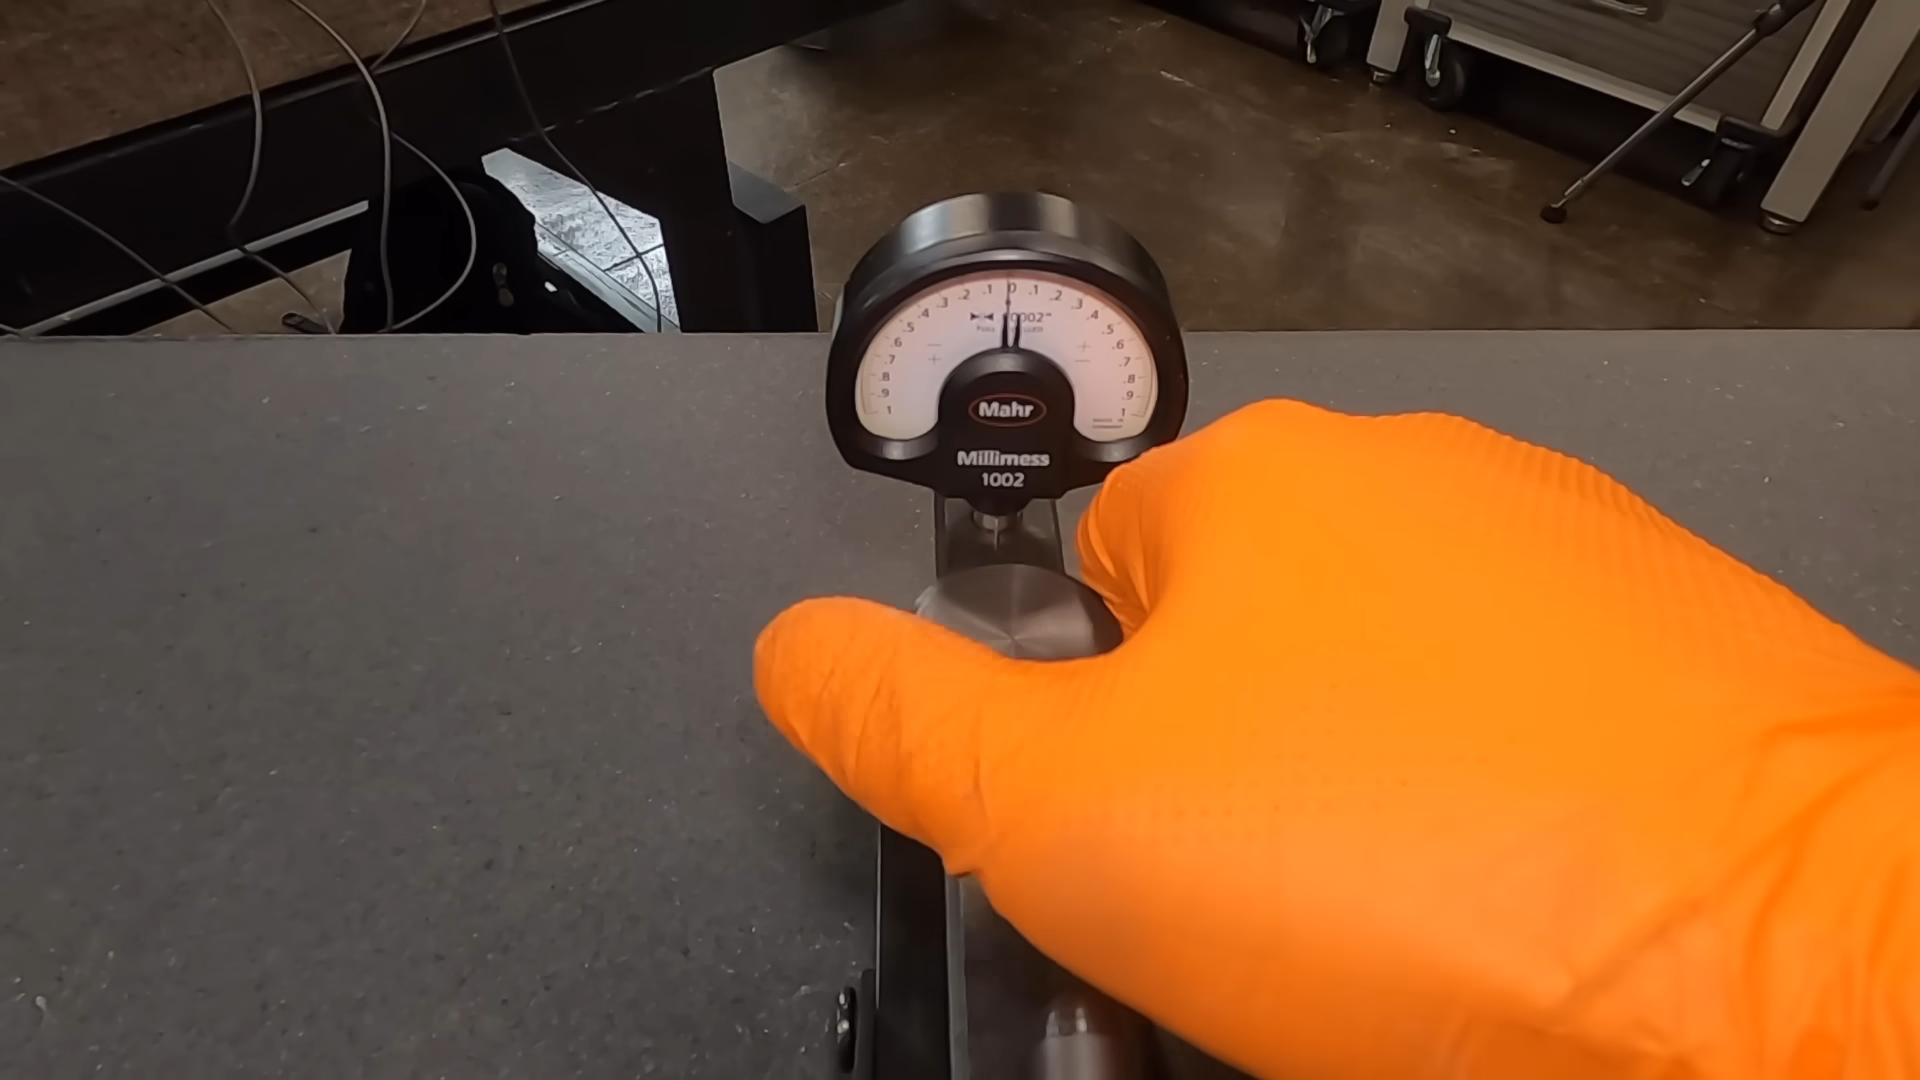 .9 .8 .7 .6 .5 .4 .3 .2 .1 0 .1 .2 .3 .4 .5 .6 .7 .8 .9
1 1
Mahr
Millimess
1002